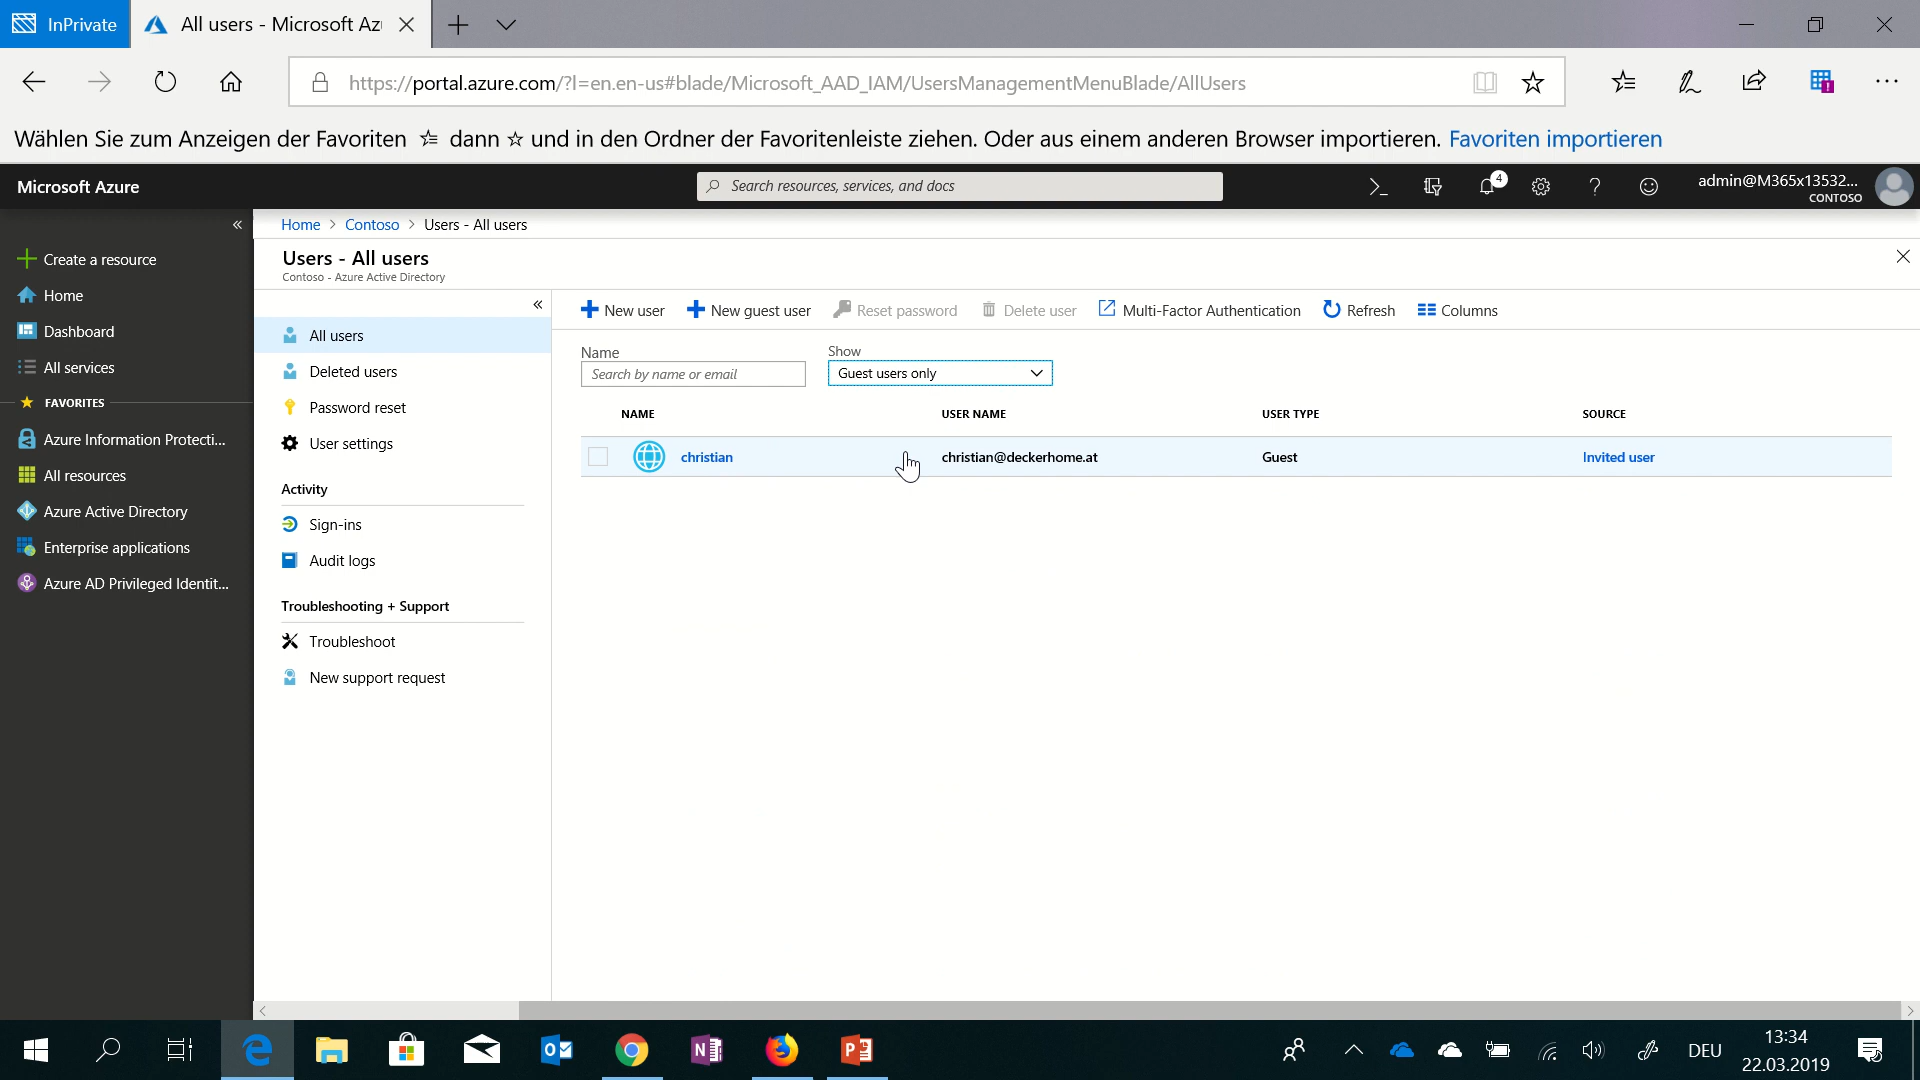 InPrivate
All users - Microsoft Az
https://portal.azure.com/?l=en.en-us#blade/Microsoft_AAD_IAM/UsersManagementMenuBlade/AllUsers
Wählen Sie zum Anzeigen der Favoriten dann und in den Ordner der Favoritenleiste ziehen. Oder aus einem anderen Browser importieren. Favoriten importieren
Microsoft Azure
Search resources, services, and docs
4
admin@M365x13532...
CONTOSO
Create a resource
Home
Dashboard
All services
FAVORITES
Azure Information Protecti...
All resources
Azure Active Directory
Enterprise applications
Azure AD Privileged Identit...
Home > Contoso > Users - All users
Users - All users
Contoso - Azure Active Directory
All users
Deleted users
Password reset
User settings
Activity
Sign-ins
Audit logs
Troubleshooting + Support
Troubleshoot
New support request
New user New guest user Reset password Delete user Multi-Factor Authentication Refresh Columns
Name
Search by name or email
Show
Guest users only
NAME USER NAME USER TYPE SOURCE
christian christian@deckerhome.at Guest Invited user
DEU
13:34
22.03.2019